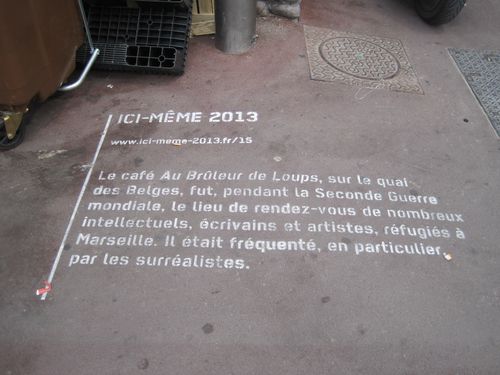 ICI-MÊME 2013
www.ici-meme-2013.fr/15
Le café Au Brûleur de Loups, sur le quai
des Belges, fut, pendant la Seconde Guerre
mondiale, le lieu de rendez-vous de nombreux
intellectuels, écrivains et artistes, réfugiés à
Marseille. Il était fréquenté, en particulier,
par les surréalistes.